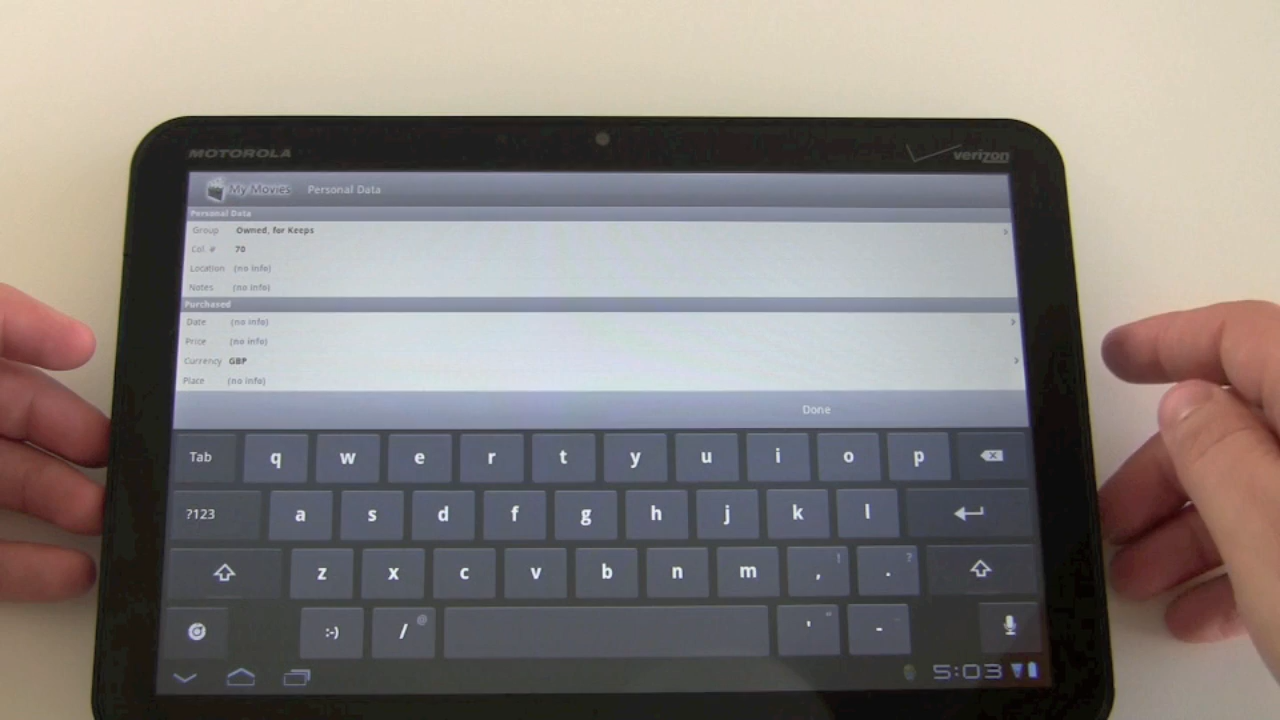 MOTOROLA
verizon
My Movies Personal Data
Personal Data
Group Owned, for Keeps
Col. # 70
Location (no info)
Notes (no info)
Purchased
Date (no info)
Price (no info)
Currency GBP
Place (no info)
Done
Tab q w e r t y u i o p
?123 a s d f g h j k l
z x c v b n m , ! . ?
:-) / @ ' " -
5:03